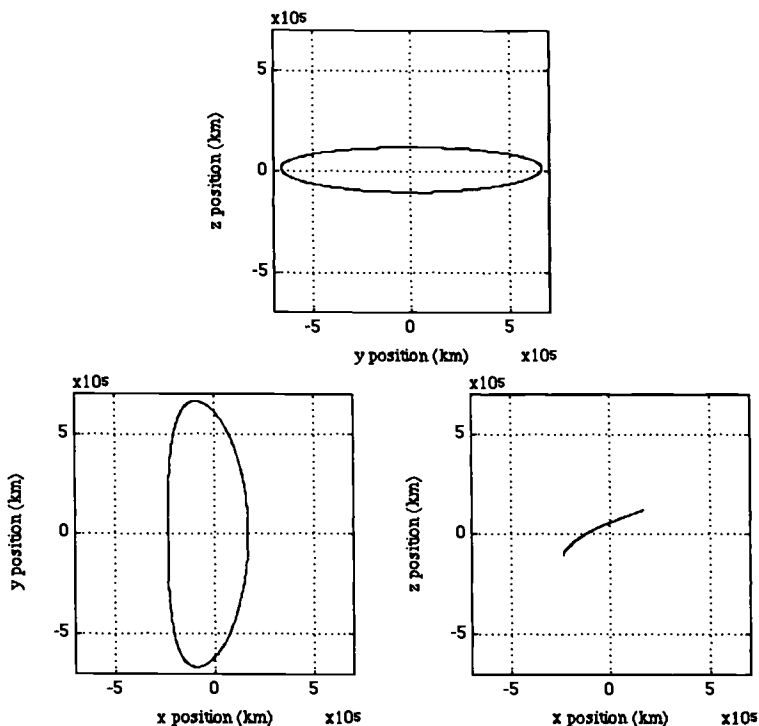 x10⁵
5
0
-5
z position (km)
-5 0 5
y position (km) x10⁵
x10⁵
5
0
-5
y position (km)
-5 0 5
x position (km) x10⁵
x10⁵
5
0
-5
z position (km)
-5 0 5
x position (km) x10⁵